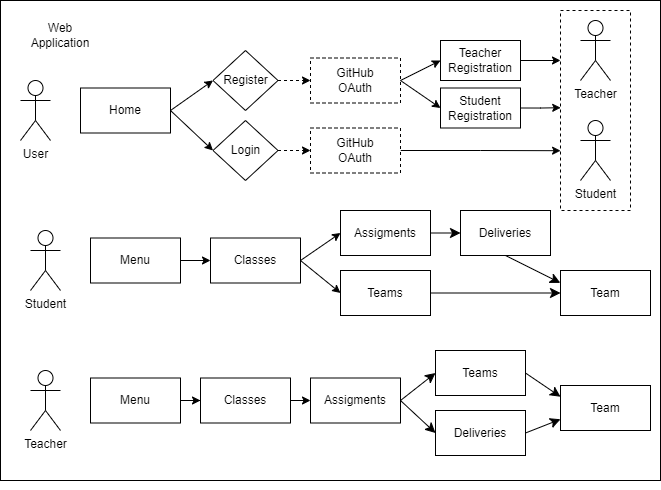 Web
Application
User
Home
Register
Login
GitHub
OAuth
GitHub
OAuth
Teacher
Registration
Student
Registration
Teacher
Student
Student
Menu
Classes
Assigments
Teams
Deliveries
Team
Teacher
Menu
Classes
Assigments
Teams
Deliveries
Team